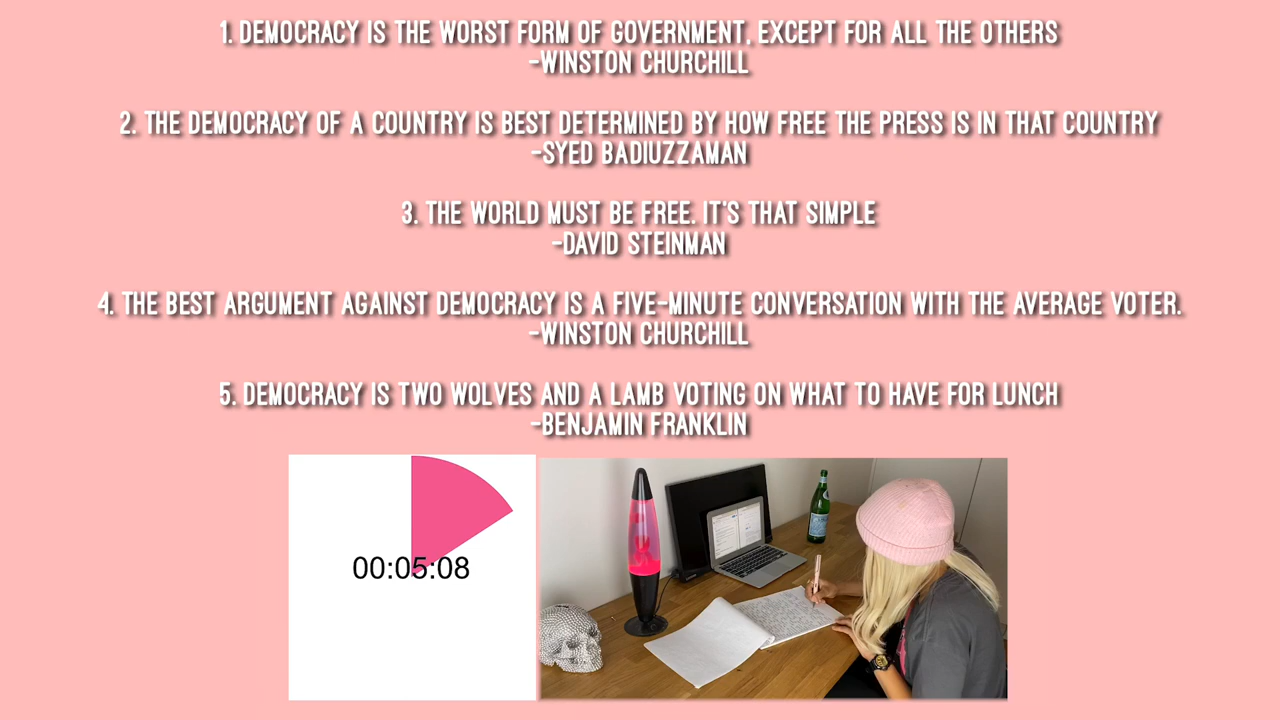 1. DEMOCRACY IS THE WORST FORM OF GOVERNMENT, EXCEPT FOR ALL THE OTHERS
-WINSTON CHURCHILL
2. THE DEMOCRACY OF A COUNTRY IS BEST DETERMINED BY HOW FREE THE PRESS IS IN THAT COUNTRY
-SYED BADIUZZAMAN
3. THE WORLD MUST BE FREE. IT'S THAT SIMPLE
-DAVID STEINMAN
4. THE BEST ARGUMENT AGAINST DEMOCRACY IS A FIVE-MINUTE CONVERSATION WITH THE AVERAGE VOTER.
-WINSTON CHURCHILL
5. DEMOCRACY IS TWO WOLVES AND A LAMB VOTING ON WHAT TO HAVE FOR LUNCH
-BENJAMIN FRANKLIN
00:05:08